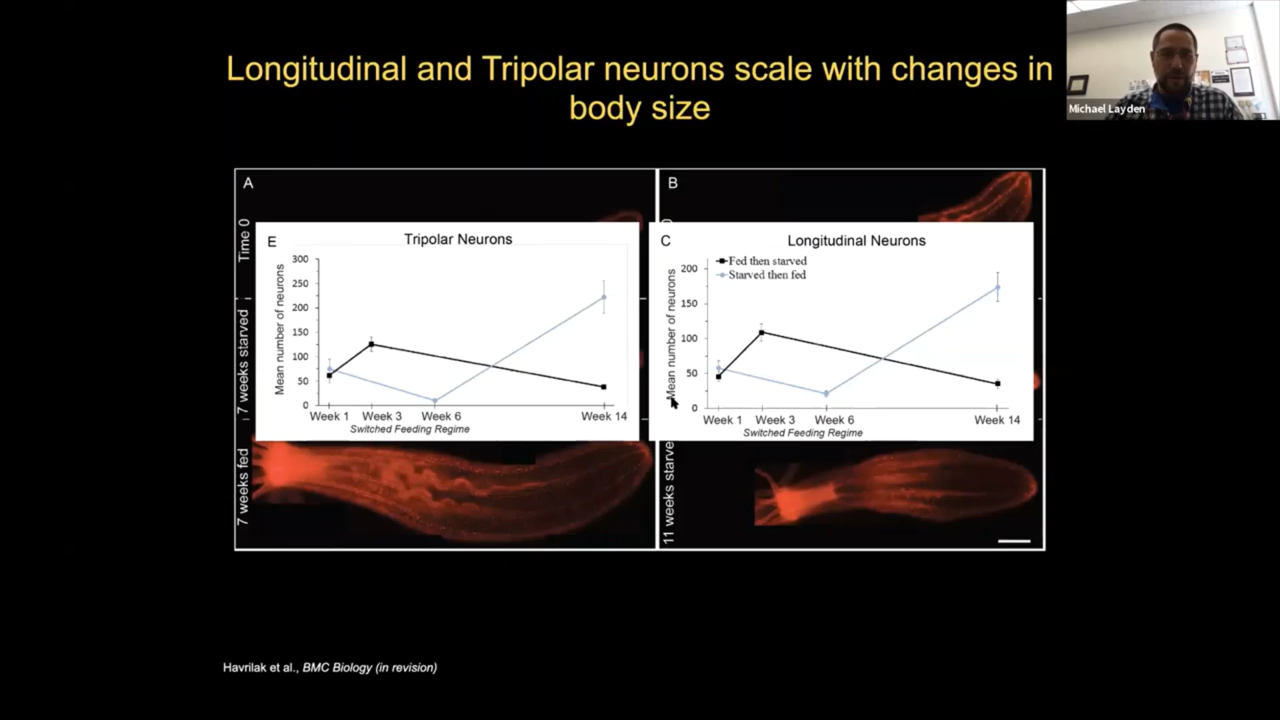 Longitudinal and Tripolar neurons scale with changes in
body size
Michael Layden
A
B
Time 0
7 weeks starved
7 weeks fed
E
Tripolar Neurons
Mean number of neurons
300
250
200
150
100
50
0
Week 1
Week 3
Week 6
Week 14
Switched Feeding Regime
C
Longitudinal Neurons
Fed then starved
Starved then fed
Mean number of neurons
200
150
100
50
0
Week 1
Week 3
Week 6
Week 14
Switched Feeding Regime
11 weeks starve
Havrilak et al., BMC Biology (in revision)